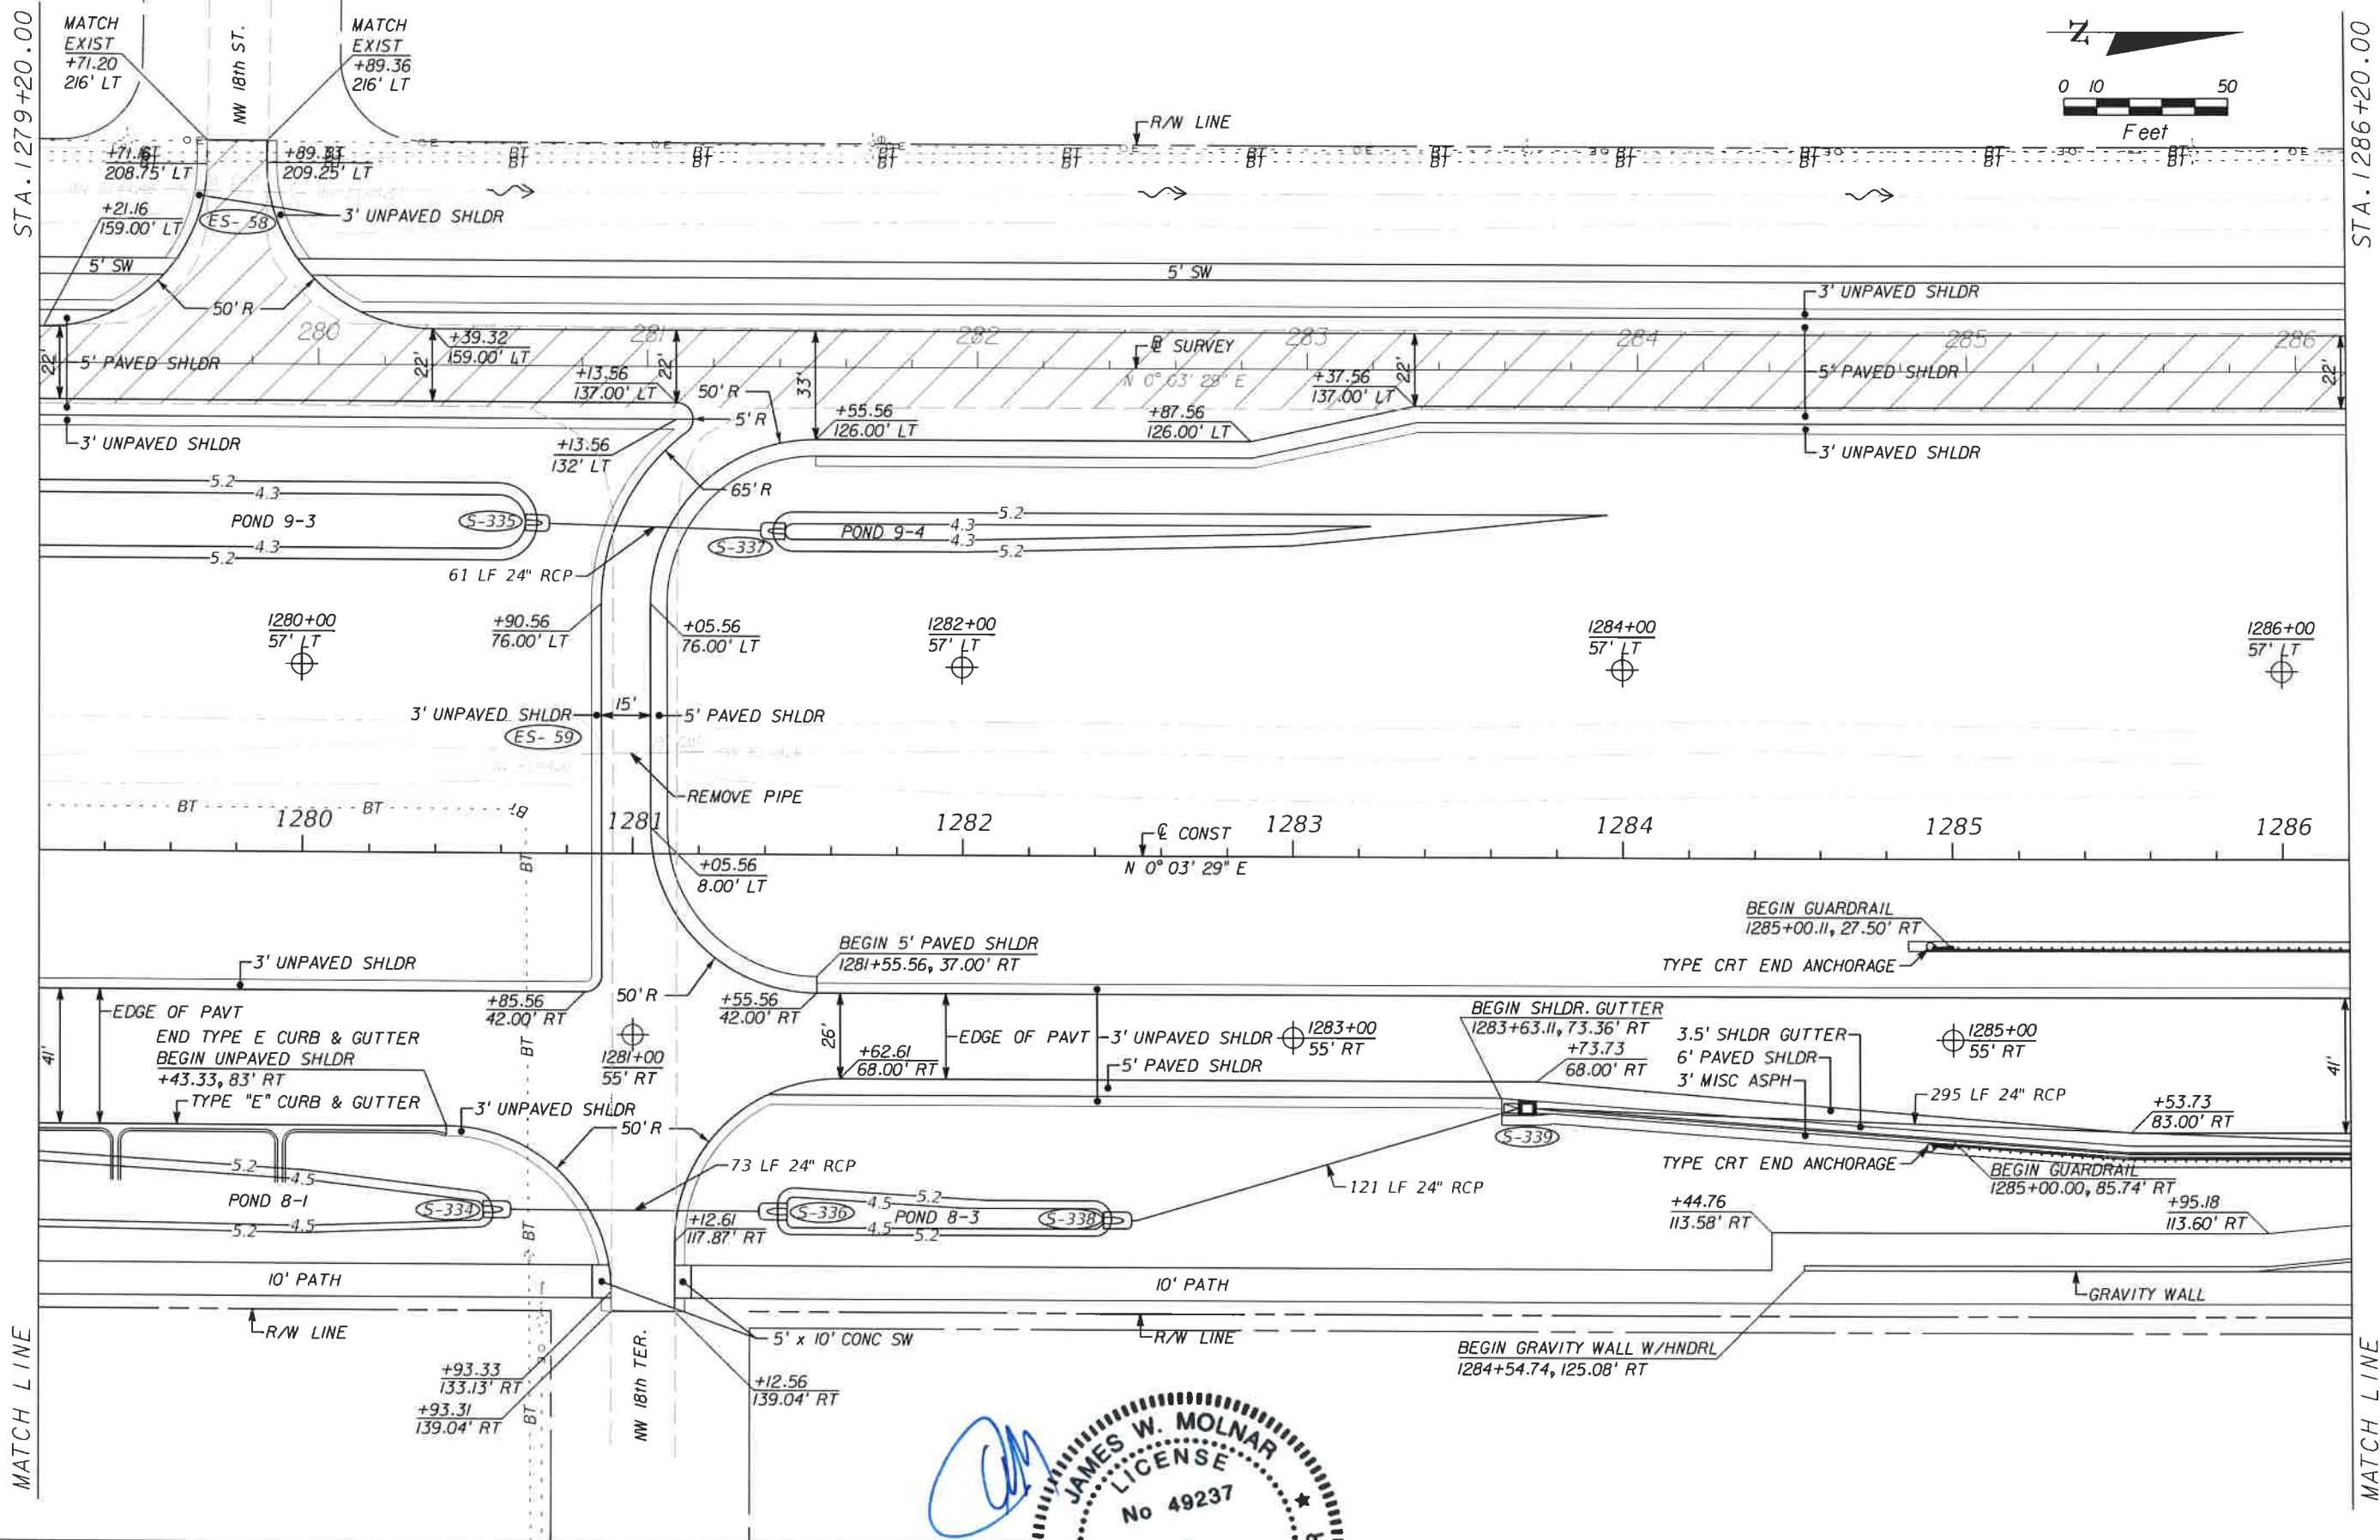 STA. 1279+20.00
MATCH LINE
STA. 1286+20.00
MATCH LINE
MATCH
EXIST
+71.20
216' LT
NW 18th ST.
MATCH
EXIST
+89.36
216' LT
N
0 10 50
Feet
R/W LINE
BT BT BT BT BT BT BT BT BT BT
+71.16
208.75' LT
+89.33
209.25' LT
+21.16
159.00' LT
ES- 58
3' UNPAVED SHLDR
5' SW
5' SW
50' R
3' UNPAVED SHLDR
280 281 282 283 284 285 286
22'
5' PAVED SHLDR
22'
+39.32
159.00' LT
22'
33'
℄ SURVEY
N 0° 03' 29" E
22'
5' PAVED SHLDR
22'
+13.56
137.00' LT
50' R
+37.56
137.00' LT
5' R
+55.56
126.00' LT
+87.56
126.00' LT
3' UNPAVED SHLDR
+13.56
132' LT
3' UNPAVED SHLDR
65' R
5.2
4.3
POND 9-3
4.3
5.2
S-335
S-337
5.2
4.3
POND 9-4
4.3
5.2
61 LF 24" RCP
1280+00
57' LT
+90.56
76.00' LT
+05.56
76.00' LT
1282+00
57' LT
1284+00
57' LT
1286+00
57' LT
3' UNPAVED SHLDR
15'
5' PAVED SHLDR
ES- 59
REMOVE PIPE
BT BT BT
1280 1281 1282 1283 1284 1285 1286
℄ CONST
N 0° 03' 29" E
BT
+05.56
8.00' LT
BEGIN GUARDRAIL
1285+00.11, 27.50' RT
TYPE CRT END ANCHORAGE
3' UNPAVED SHLDR
BEGIN 5' PAVED SHLDR
1281+55.56, 37.00' RT
+85.56
42.00' RT
50' R
+55.56
42.00' RT
41'
EDGE OF PAVT
END TYPE E CURB & GUTTER
BEGIN UNPAVED SHLDR
+43.33, 83' RT
TYPE "E" CURB & GUTTER
BT
1281+00
55' RT
26'
+62.61
68.00' RT
EDGE OF PAVT
3' UNPAVED SHLDR
1283+00
55' RT
5' PAVED SHLDR
BEGIN SHLDR. GUTTER
1283+63.11, 73.36' RT
+73.73
68.00' RT
3.5' SHLDR GUTTER
6' PAVED SHLDR
3' MISC ASPH
1285+00
55' RT
295 LF 24" RCP
+53.73
83.00' RT
41'
3' UNPAVED SHLDR
50' R
S-339
TYPE CRT END ANCHORAGE
BEGIN GUARDRAIL
1285+00.00, 85.74' RT
5.2
4.5
POND 8-1
5.2
4.5
S-334
73 LF 24" RCP
+12.61
117.87' RT
S-336
5.2
4.5
POND 8-3
4.5
5.2
S-338
121 LF 24" RCP
+44.76
113.58' RT
+95.18
113.60' RT
BT
BT
10' PATH
10' PATH
GRAVITY WALL
R/W LINE
5' x 10' CONC SW
R/W LINE
BEGIN GRAVITY WALL W/HNDRL
1284+54.74, 125.08' RT
+93.33
133.13' RT
+93.31
139.04' RT
BT
NW 18th TER.
+12.56
139.04' RT
JAMES W. MOLNAR
LICENSE
No 49237